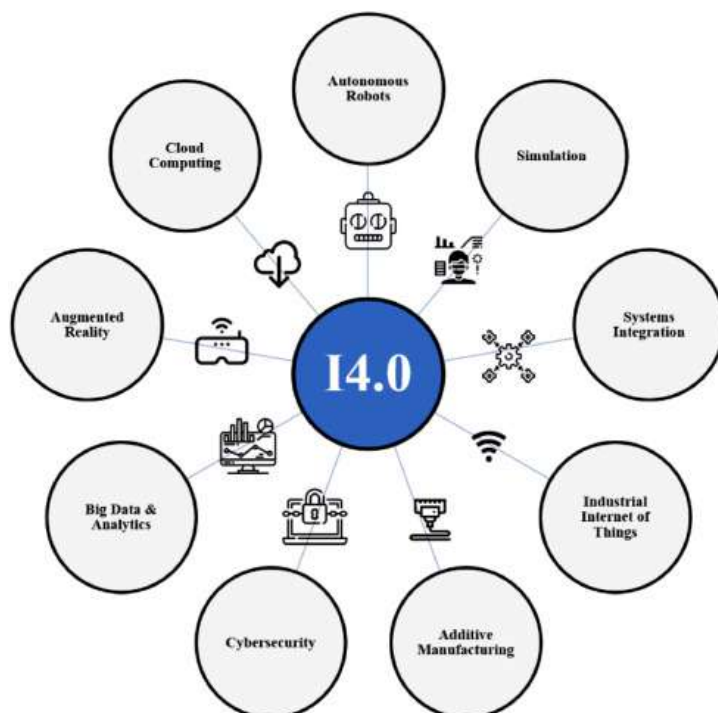 Autonomous
Robots
Simulation
Systems
Integration
Industrial
Internet of
Things
Additive
Manufacturing
Cybersecurity
Big Data &
Analytics
Augmented
Reality
Cloud
Computing
I4.0